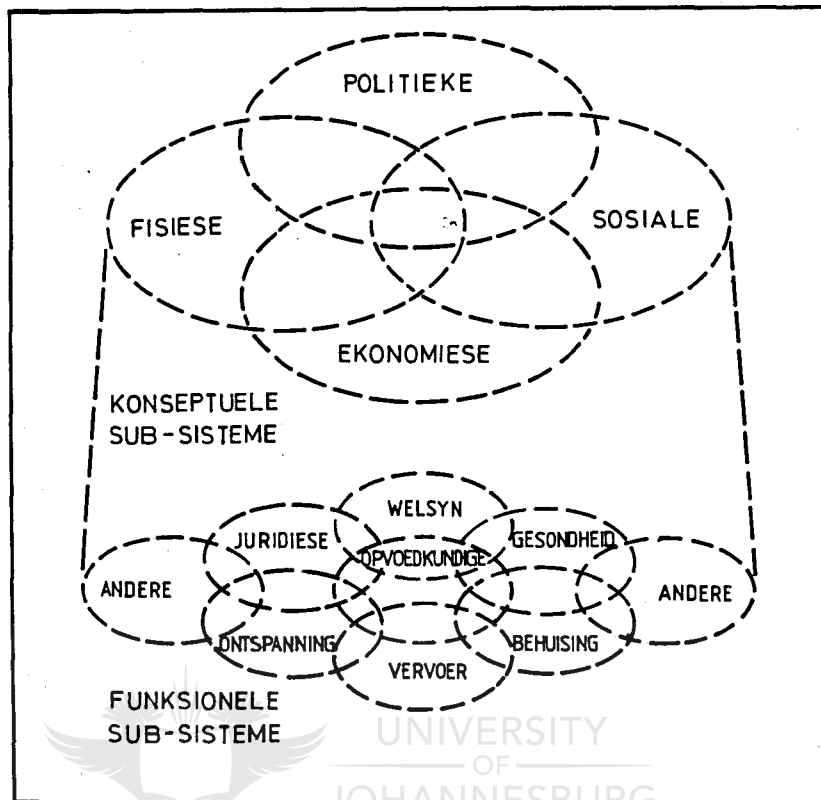 POLITIEKE
FISIESE
SOSIALE
EKONOMIESE
KONSEPTUELE
SUB-SISTEME
WELSYN
JURIDIESE
GESONDHEID
OPVOEDKUNDIGE
ANDERE
ANDERE
ONTSPANNING
BEHUISING
VERVOER
FUNKSIONELE
SUB-SISTEME
UNIVERSITY
OF
JOHANNESBURG